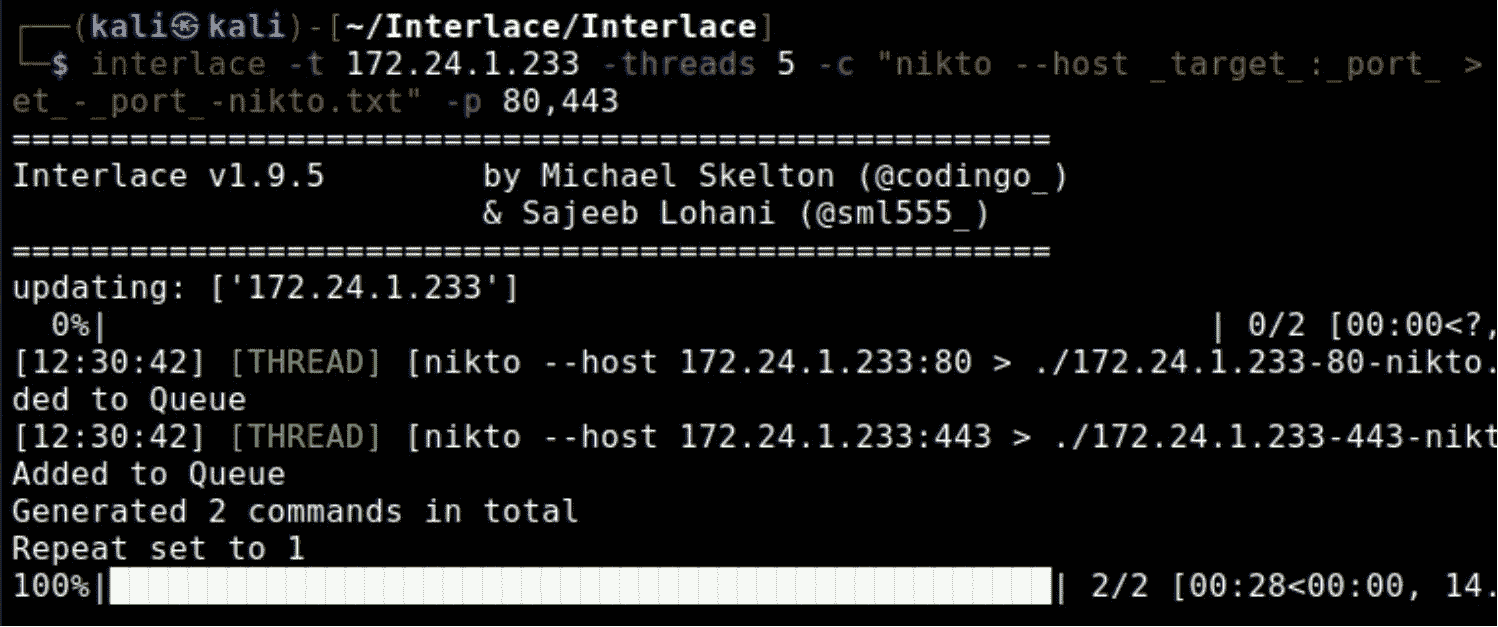 ┌──(kali㉿kali)-[~/Interlace/Interlace]
└─$ interlace -t 172.24.1.233 -threads 5 -c "nikto --host _target_:_port_ >
et_-_port_-nikto.txt" -p 80,443
=====================================================
Interlace v1.9.5        by Michael Skelton (@codingo_)
                        & Sajeeb Lohani (@sml555_)
=====================================================
updating: ['172.24.1.233']
  0%|                                                         | 0/2 [00:00<?,
[12:30:42] [THREAD] [nikto --host 172.24.1.233:80 > ./172.24.1.233-80-nikto.
ded to Queue
[12:30:42] [THREAD] [nikto --host 172.24.1.233:443 > ./172.24.1.233-443-nikt
Added to Queue
Generated 2 commands in total
Repeat set to 1
100%|████████████████████████████████████████████████| 2/2 [00:28<00:00, 14.